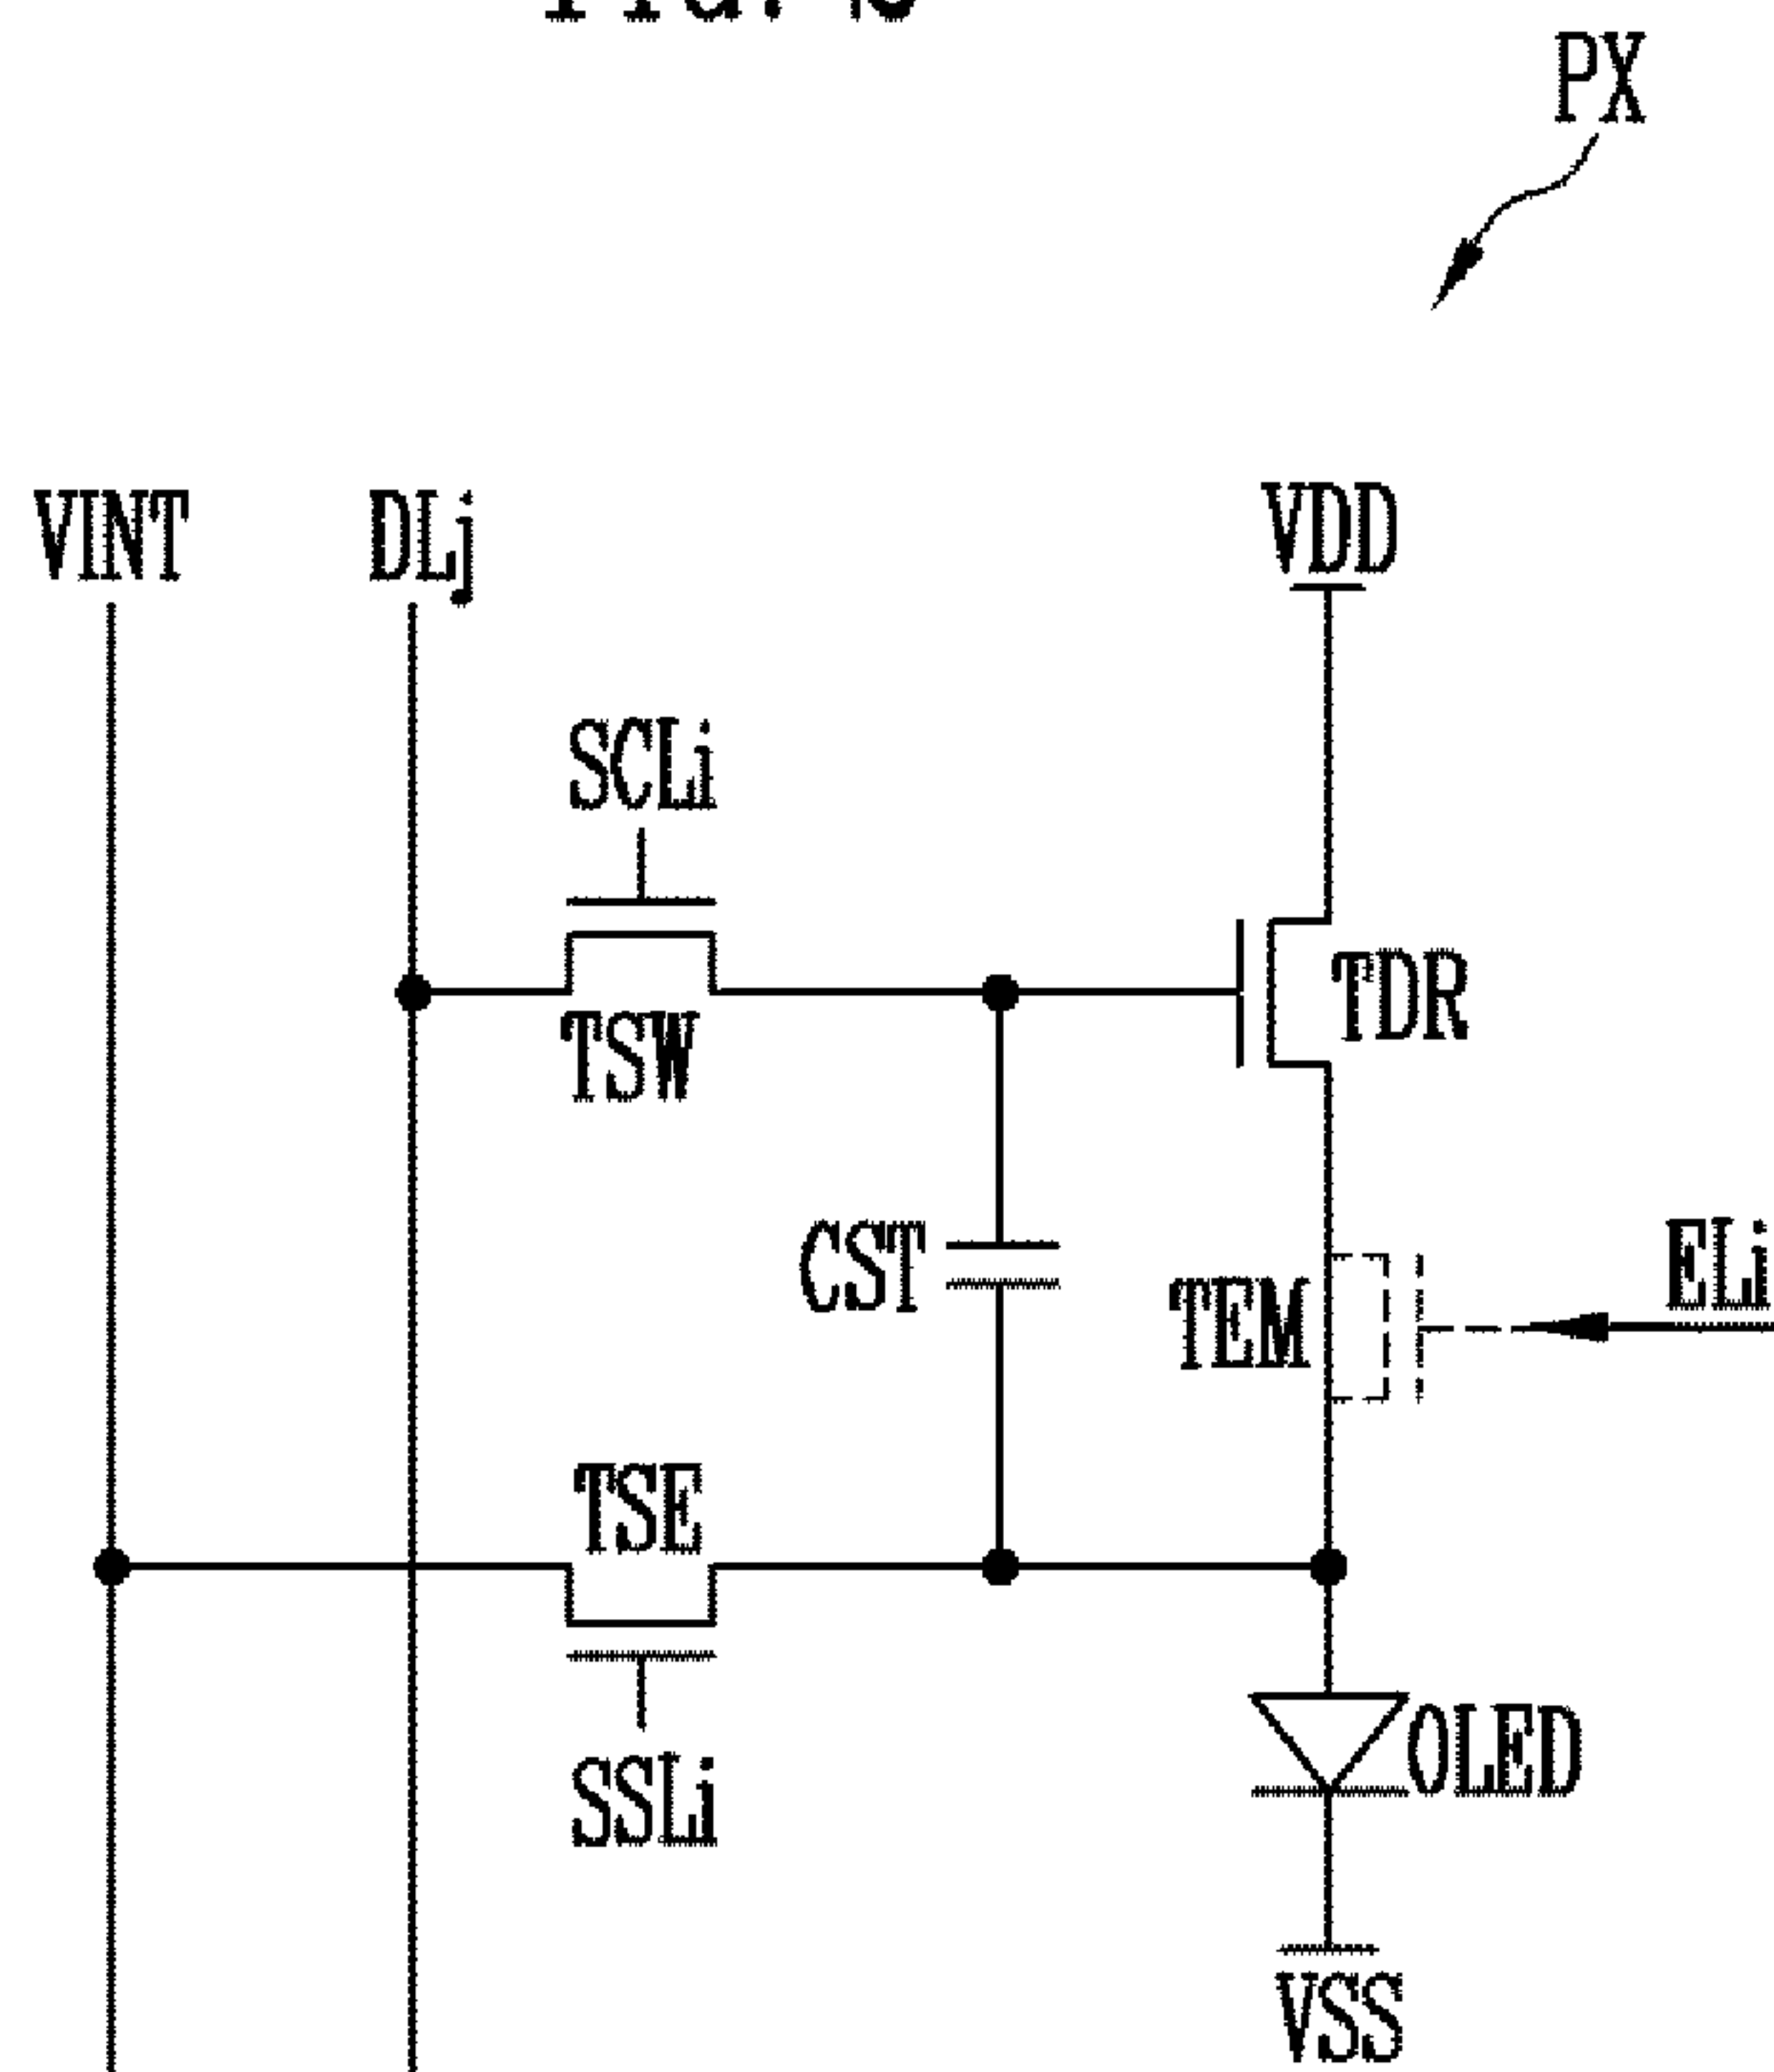 PX
VINT
DLj
VDD
SCLi
TDR
TSW
CST
ELi
TEM
TSE
OLED
SSLi
VSS